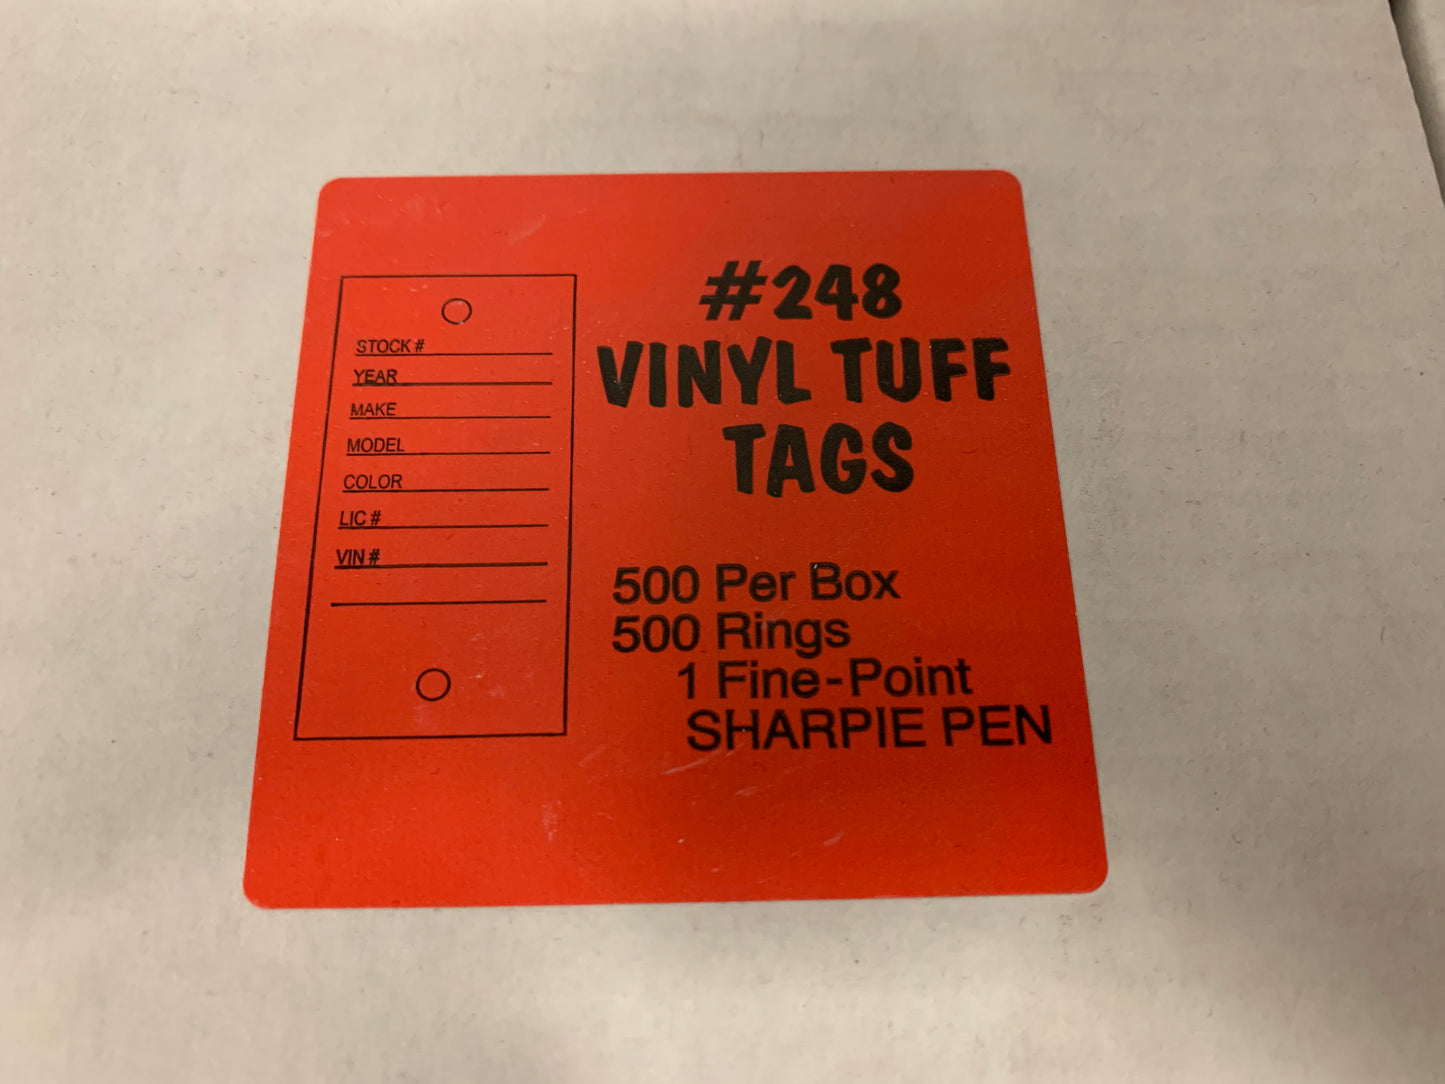 STOCK #
YEAR
MAKE
MODEL
COLOR
LIC #
VIN #
#248
VINYL TUFF
TAGS
500 Per Box
500 Rings
1 Fine-Point
SHARPIE PEN